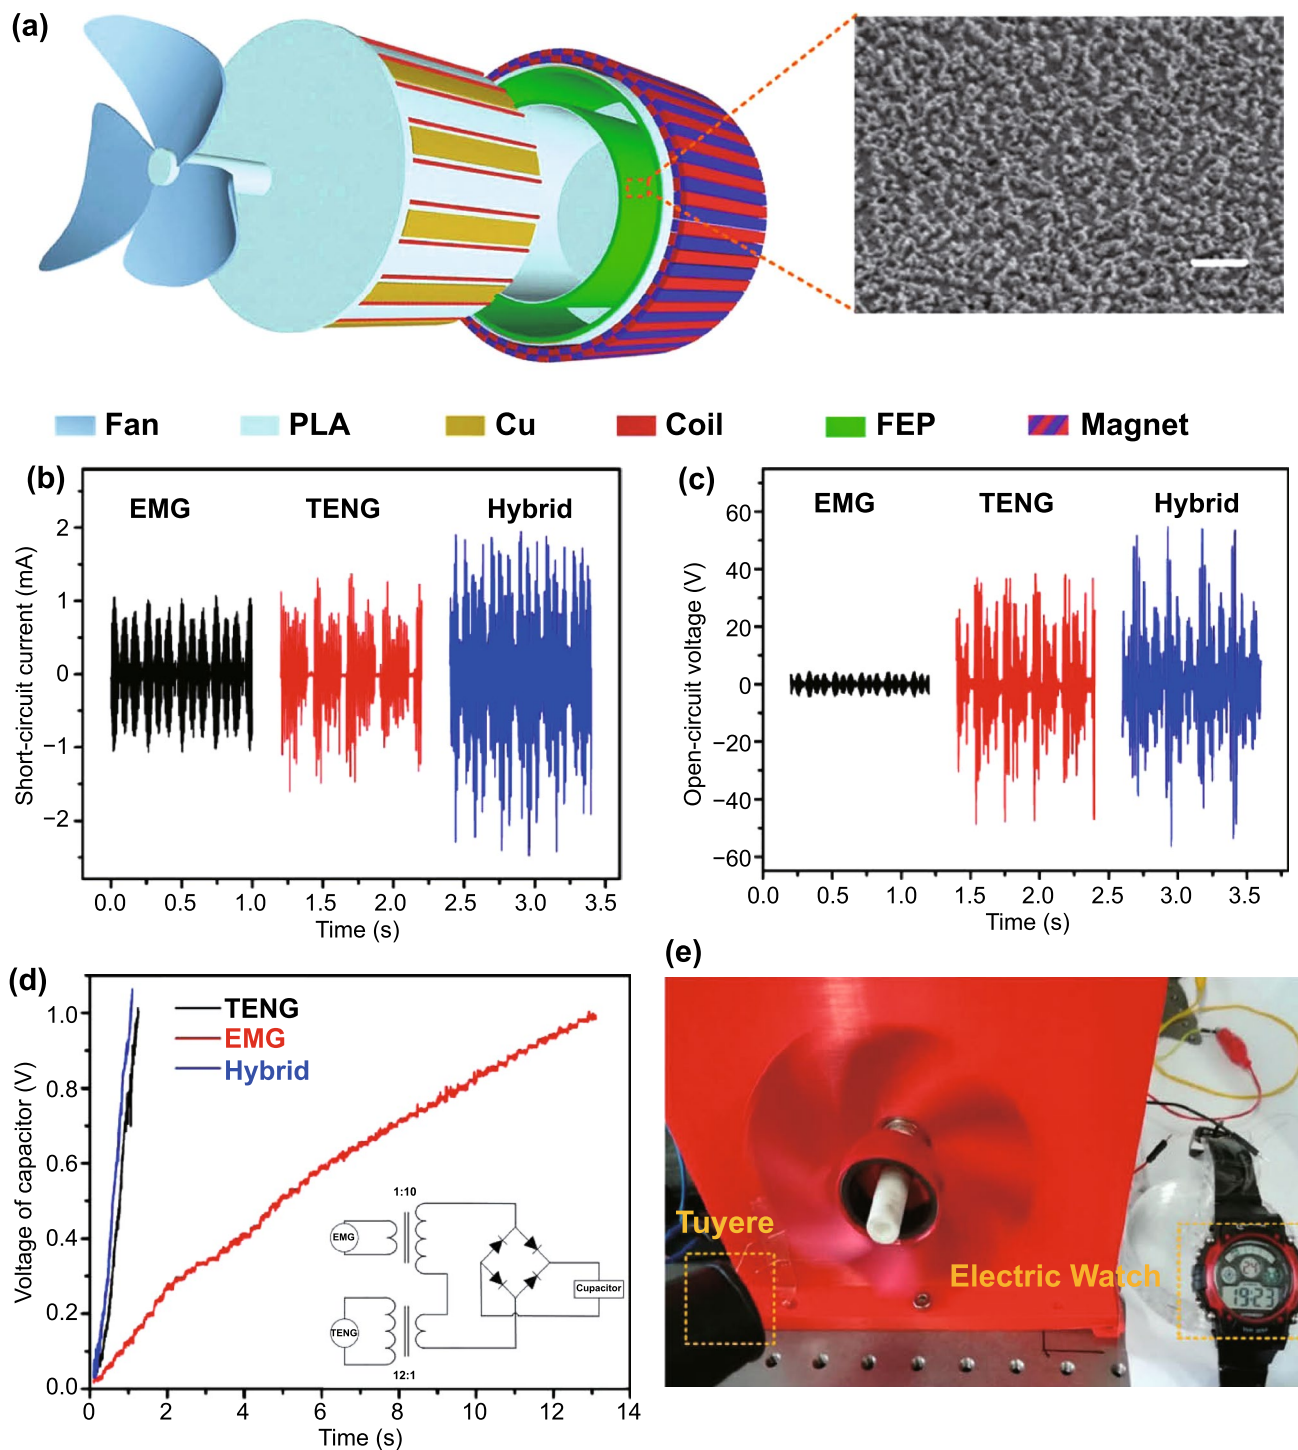 (a)
Fan PLA Cu Coil FEP Magnet
(b)
EMG TENG Hybrid
Short-circuit current (mA)
2
1
0
−1
−2
0.0 0.5 1.0 1.5 2.0 2.5 3.0 3.5
Time (s)
(c)
EMG TENG Hybrid
Open-circuit voltage (V)
60
40
20
0
−20
−40
−60
0.0 0.5 1.0 1.5 2.0 2.5 3.0 3.5
Time (s)
(d)
TENG
EMG
Hybrid
Voltage of capacitor (V)
1.0
0.8
0.6
0.4
0.2
0.0
1:10
EMG
Cupacitor
TENG
12:1
0 2 4 6 8 10 12 14
Time (s)
(e)
Tuyere
Electric Watch
24
19:23